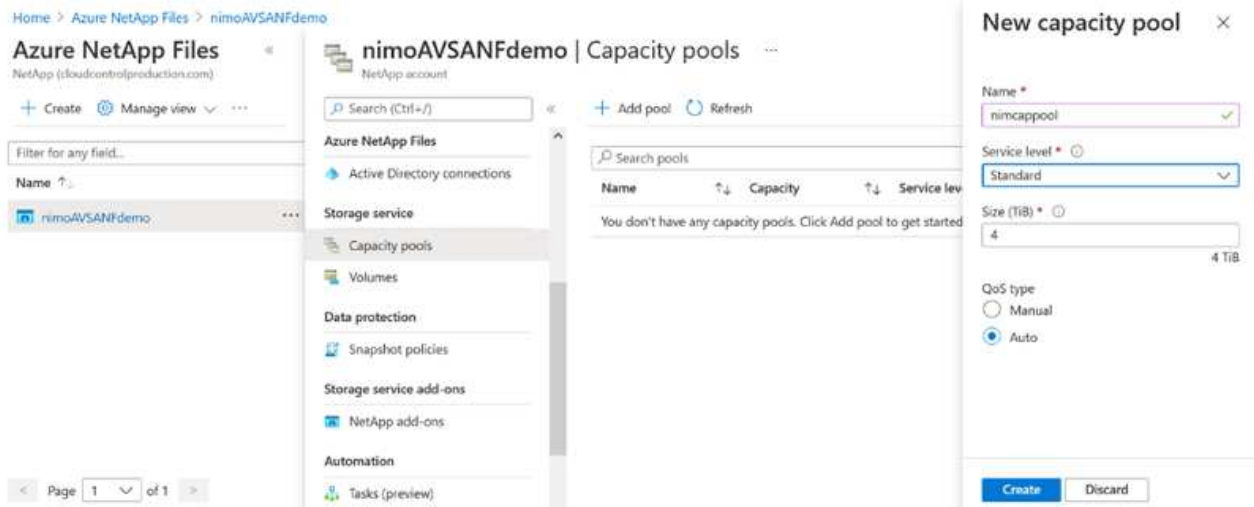 Home > Azure NetApp Files > nimoAVSANFdemo
Azure NetApp Files «
NetApp (cloudcontrolproduction.com)
+ Create Manage view ···
Filter for any field...
Name ↑↓
nimoAVSANFdemo ···
< Page 1 of 1 >
nimoAVSANFdemo | Capacity pools ···
NetApp account
Search (Ctrl+/) «
Azure NetApp Files
Active Directory connections
Storage service
Capacity pools
Volumes
Data protection
Snapshot policies
Storage service add-ons
NetApp add-ons
Automation
Tasks (preview)
+ Add pool Refresh
Search pools
Name ↑↓ Capacity ↑↓ Service lev
You don't have any capacity pools. Click Add pool to get started
New capacity pool ×
Name *
nimcappool
Service level *
Standard
Size (TiB) *
4
4 TiB
QoS type
Manual
Auto
Create Discard